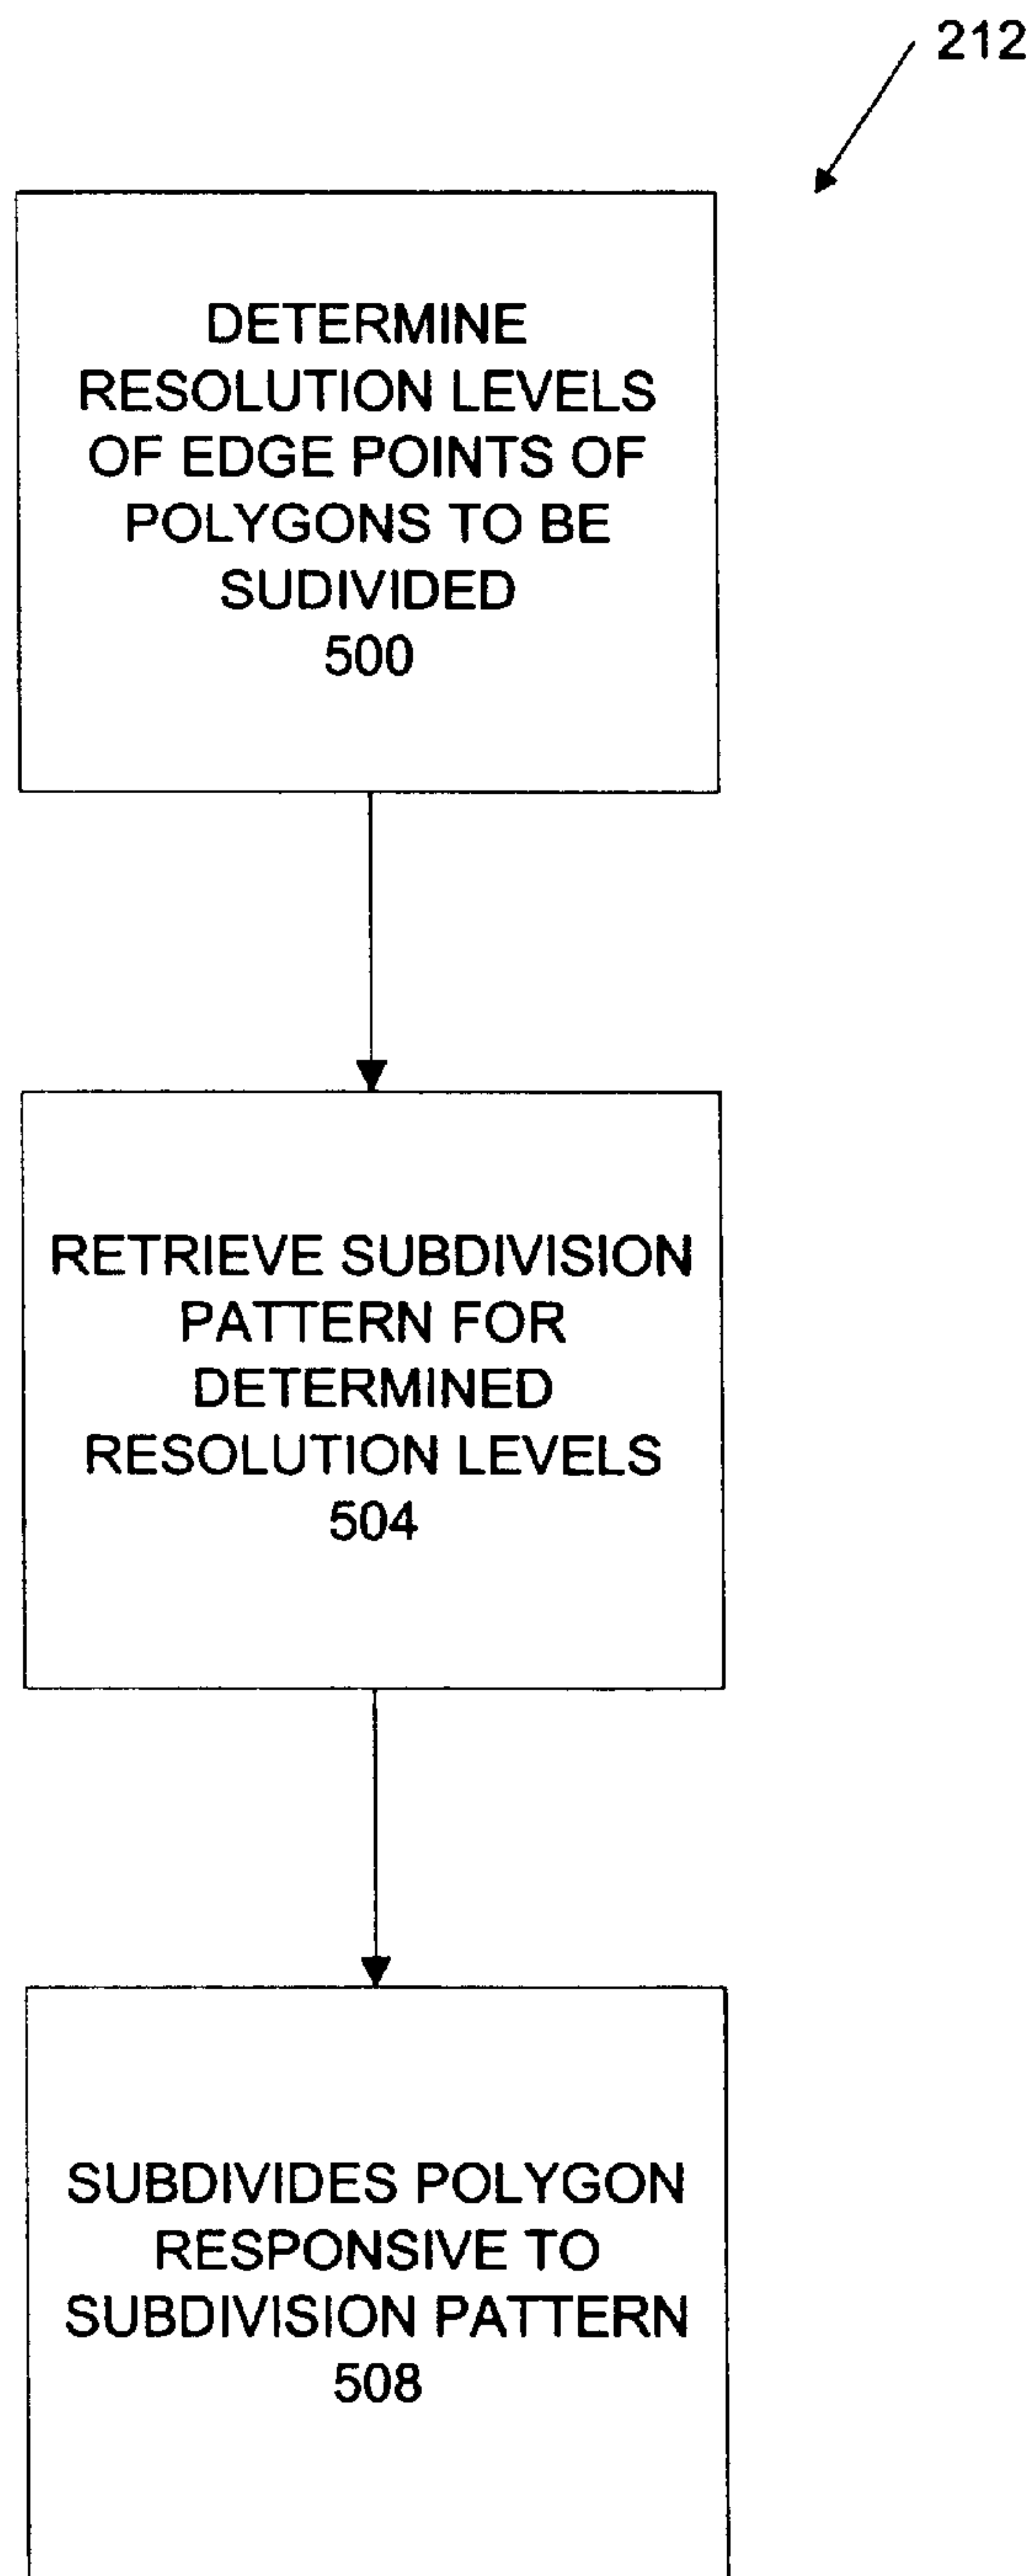 212
DETERMINE
RESOLUTION LEVELS
OF EDGE POINTS OF
POLYGONS TO BE
SUDIVIDED
500
RETRIEVE SUBDIVISION
PATTERN FOR
DETERMINED
RESOLUTION LEVELS
504
SUBDIVIDES POLYGON
RESPONSIVE TO
SUBDIVISION PATTERN
508